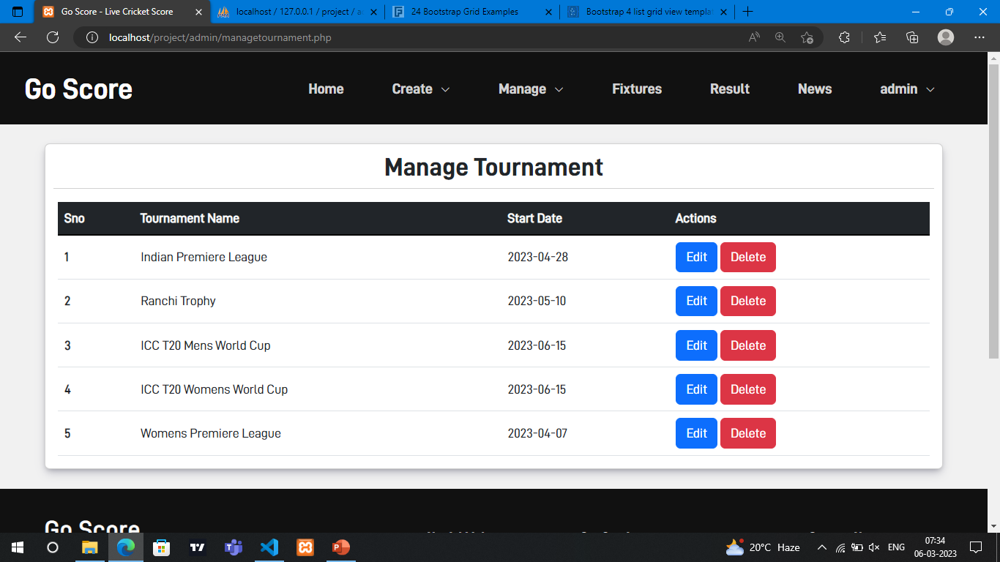 Go Score - Live Cricket Score
localhost / 127.0.0.1 / project / a
24 Bootstrap Grid Examples
Bootstrap 4 list grid view templat
localhost/project/admin/managetournament.php
Go Score Home Create Manage Fixtures Result News admin
Manage Tournament
Sno Tournament Name Start Date Actions
1 Indian Premiere League 2023-04-28 Edit Delete
2 Ranchi Trophy 2023-05-10 Edit Delete
3 ICC T20 Mens World Cup 2023-06-15 Edit Delete
4 ICC T20 Womens World Cup 2023-06-15 Edit Delete
5 Womens Premiere League 2023-04-07 Edit Delete
Go Score
20°C Haze ENG 07:34
06-03-2023